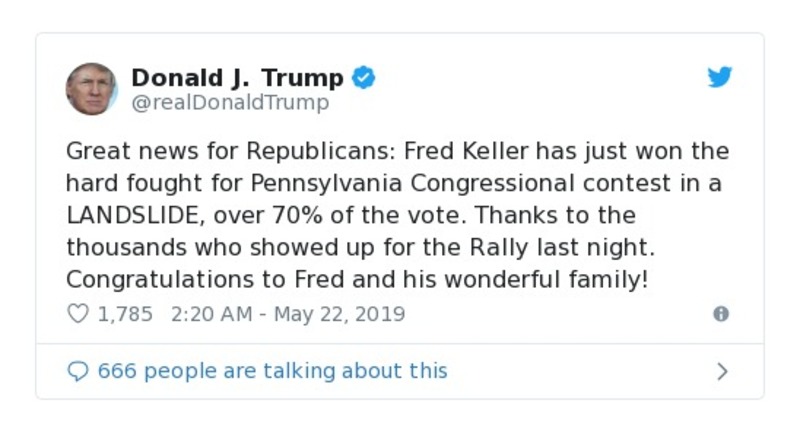 Donald J. Trump
@realDonaldTrump
Great news for Republicans: Fred Keller has just won the
hard fought for Pennsylvania Congressional contest in a
LANDSLIDE, over 70% of the vote. Thanks to the
thousands who showed up for the Rally last night.
Congratulations to Fred and his wonderful family!
1,785 2:20 AM - May 22, 2019
666 people are talking about this